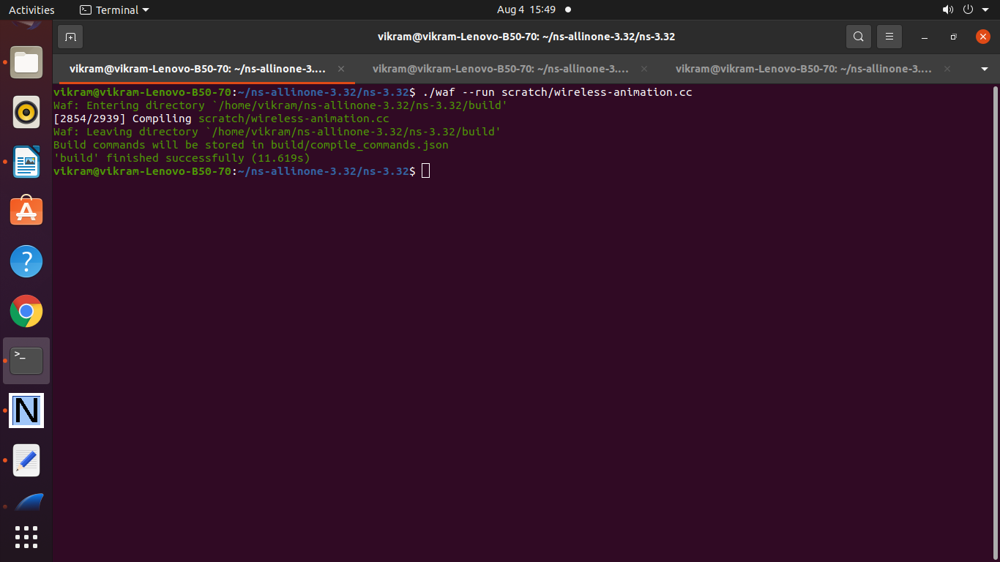 Activities
Terminal
Aug 4 15:49
vikram@vikram-Lenovo-B50-70: ~/ns-allinone-3.32/ns-3.32
vikram@vikram-Lenovo-B50-70: ~/ns-allinone-3....
vikram@vikram-Lenovo-B50-70: ~/ns-allinone-3....
vikram@vikram-Lenovo-B50-70: ~/ns-allinone-3....
vikram@vikram-Lenovo-B50-70:~/ns-allinone-3.32/ns-3.32$ ./waf --run scratch/wireless-animation.cc
Waf: Entering directory `/home/vikram/ns-allinone-3.32/ns-3.32/build'
[2854/2939] Compiling scratch/wireless-animation.cc
Waf: Leaving directory `/home/vikram/ns-allinone-3.32/ns-3.32/build'
Build commands will be stored in build/compile_commands.json
'build' finished successfully (11.619s)
vikram@vikram-Lenovo-B50-70:~/ns-allinone-3.32/ns-3.32$
A
?
>_
N